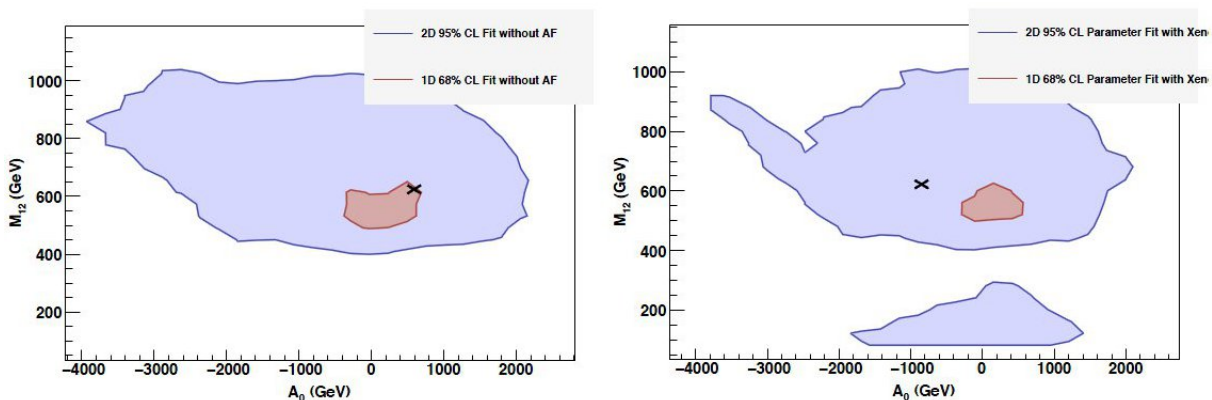 2D 95% CL Fit without AF
1D 68% CL Fit without AF
1000
800
600
400
200
M12 (GeV)
−4000 −3000 −2000 −1000 0 1000 2000
A0 (GeV)
2D 95% CL Parameter Fit with Xen
1D 68% CL Parameter Fit with Xen
1000
800
600
400
200
M12 (GeV)
−4000 −3000 −2000 −1000 0 1000 2000
A0 (GeV)